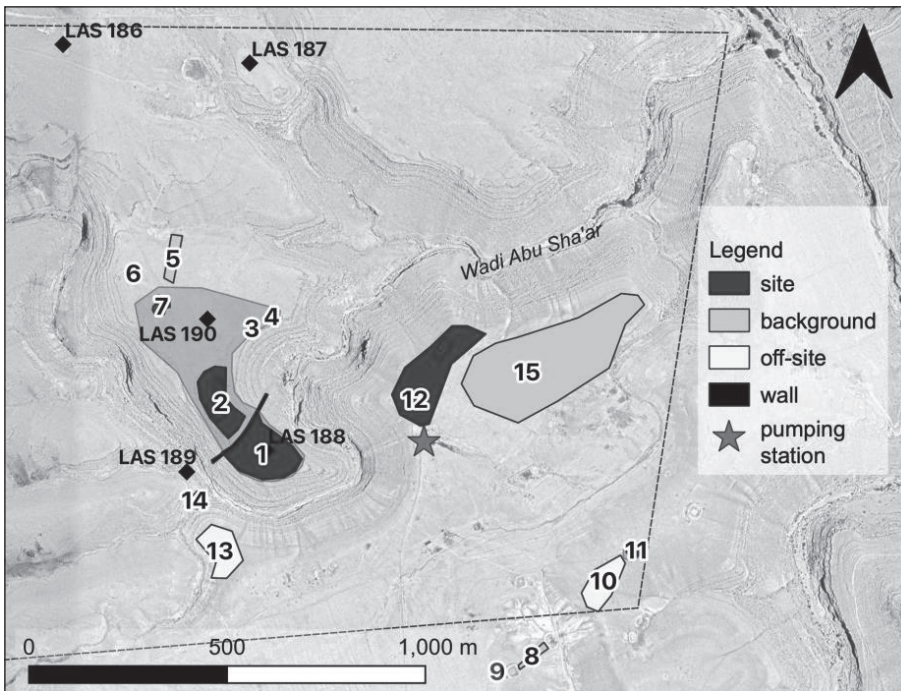 LAS 186
LAS 187
Wadi Abu Sha'ar
5
6
7
4
3
LAS 190
2
12
15
LAS 188
1
LAS 189
14
13
11
10
8
9
Legend
site
background
off-site
wall
pumping
station
0
500
1,000 m